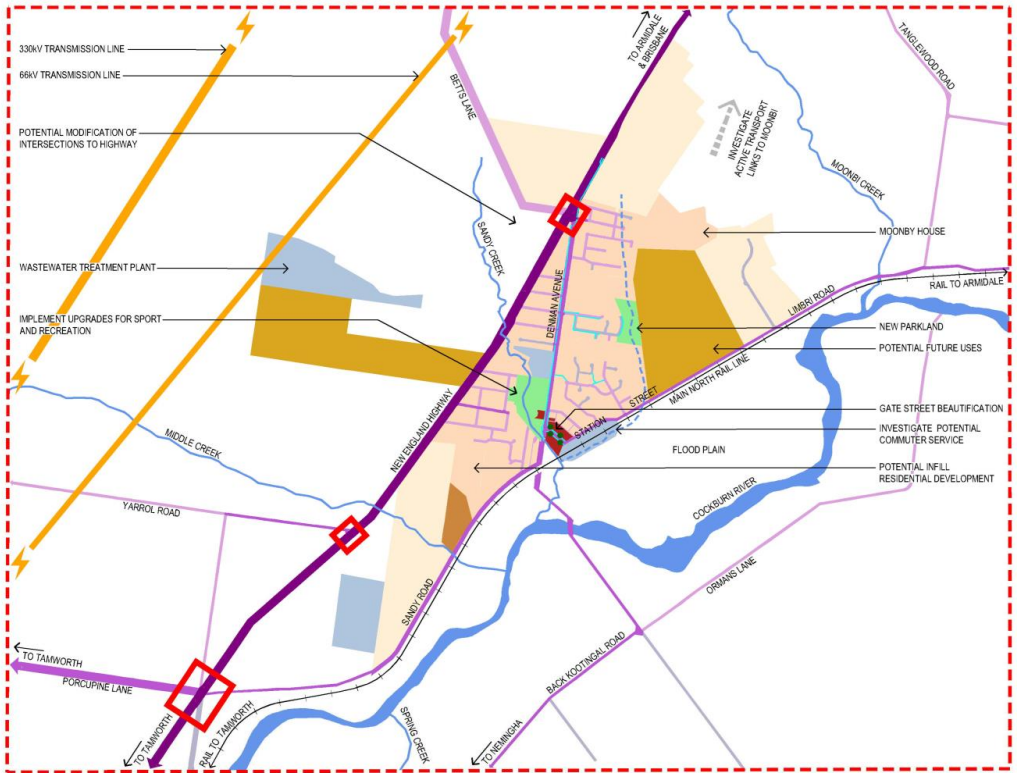 TO ARMIDALE
& BRISBANE
TANGLEWOOD ROAD
330kV TRANSMISSION LINE
66kV TRANSMISSION LINE
BETTS LANE
POTENTIAL MODIFICATION OF
INTERSECTIONS TO HIGHWAY
INVESTIGATE
ACTIVE TRANSPORT
LINKS TO MOONBI
MOONBI CREEK
SANDY CREEK
MOONBY HOUSE
WASTEWATER TREATMENT PLANT
DENMAN AVENUE
LIMBRI ROAD
RAIL TO ARMIDALE
IMPLEMENT UPGRADES FOR SPORT
AND RECREATION
NEW PARKLAND
POTENTIAL FUTURE USES
MAIN NORTH RAIL LINE
STATION STREET
GATE STREET BEAUTIFICATION
INVESTIGATE POTENTIAL
COMMUTER SERVICE
NEW ENGLAND HIGHWAY
MIDDLE CREEK
FLOOD PLAIN
POTENTIAL INFILL
RESIDENTIAL DEVELOPMENT
COCKBURN RIVER
YARROL ROAD
ORMANS LANE
SANDY ROAD
TO TAMWORTH
PORCUPINE LANE
BACK KOOTINGAL ROAD
TO TAMWORTH
RAIL TO TAMWORTH
SPRING CREEK
TO NEMINGHA